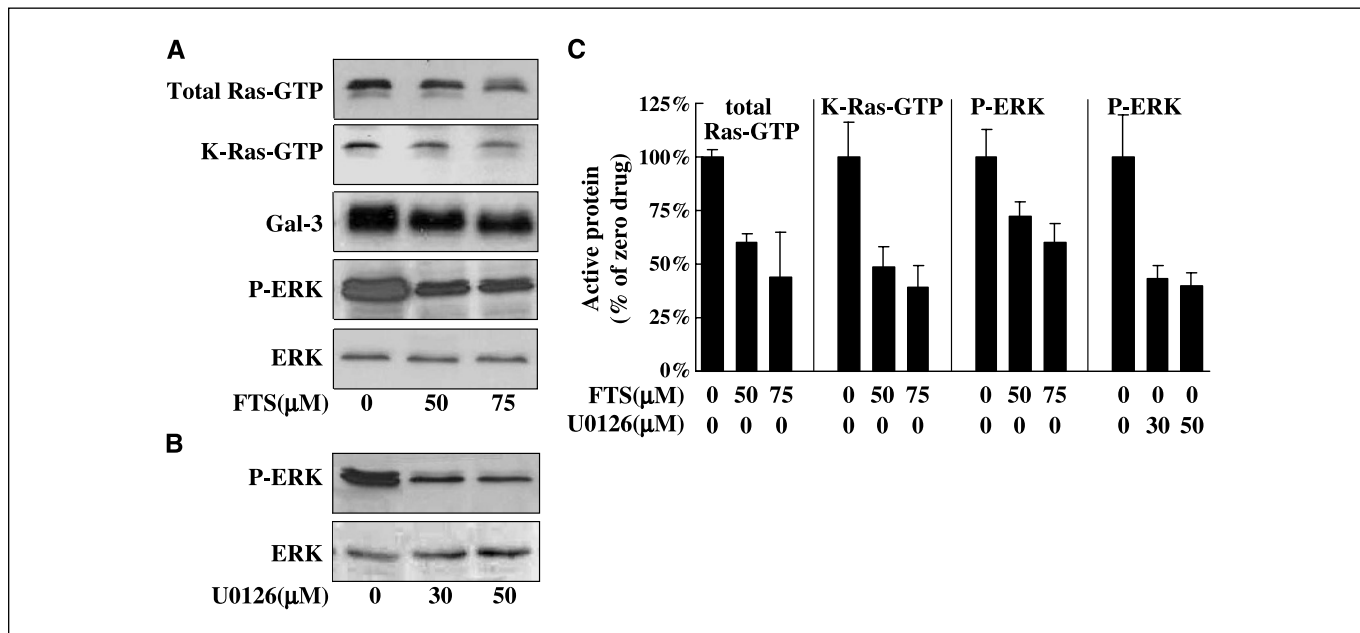 A
Total Ras-GTP
K-Ras-GTP
Gal-3
P-ERK
ERK
FTS(μM) 0 50 75
B
P-ERK
ERK
U0126(μM) 0 30 50
C
Active protein
(% of zero drug)
125%
100%
75%
50%
25%
0%
total
Ras-GTP
K-Ras-GTP
P-ERK
P-ERK
FTS(μM) 0 50 75 0 50 75 0 50 75 0 0 0
U0126(μM) 0 0 0 0 0 0 0 0 0 0 30 50